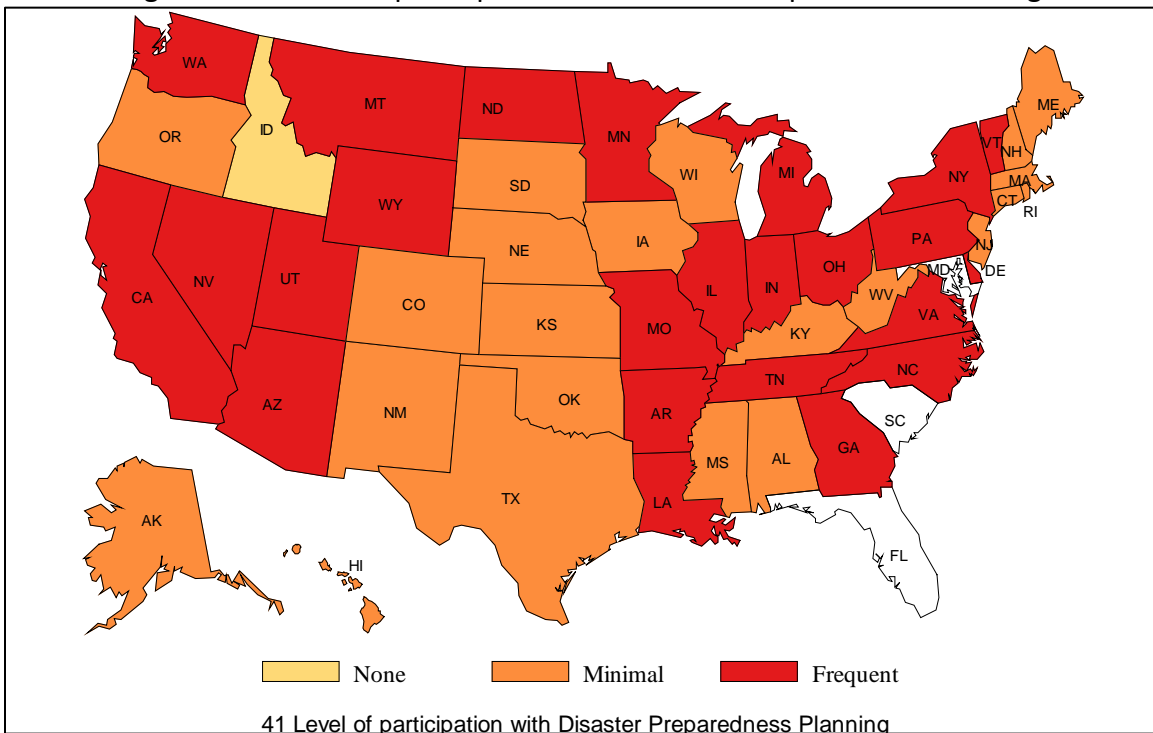 WA
MT
ND
MN
ME
OR
ID
SD
WI
MI
VT
NH
NY
MA
CT
RI
WY
NE
IA
PA
NJ
NV
UT
CO
IL
IN
OH
MD
DE
CA
KS
MO
WV
VA
KY
AZ
NM
OK
AR
TN
NC
SC
MS
AL
GA
TX
LA
AK
HI
FL
None
Minimal
Frequent
41 Level of participation with Disaster Preparedness Planning